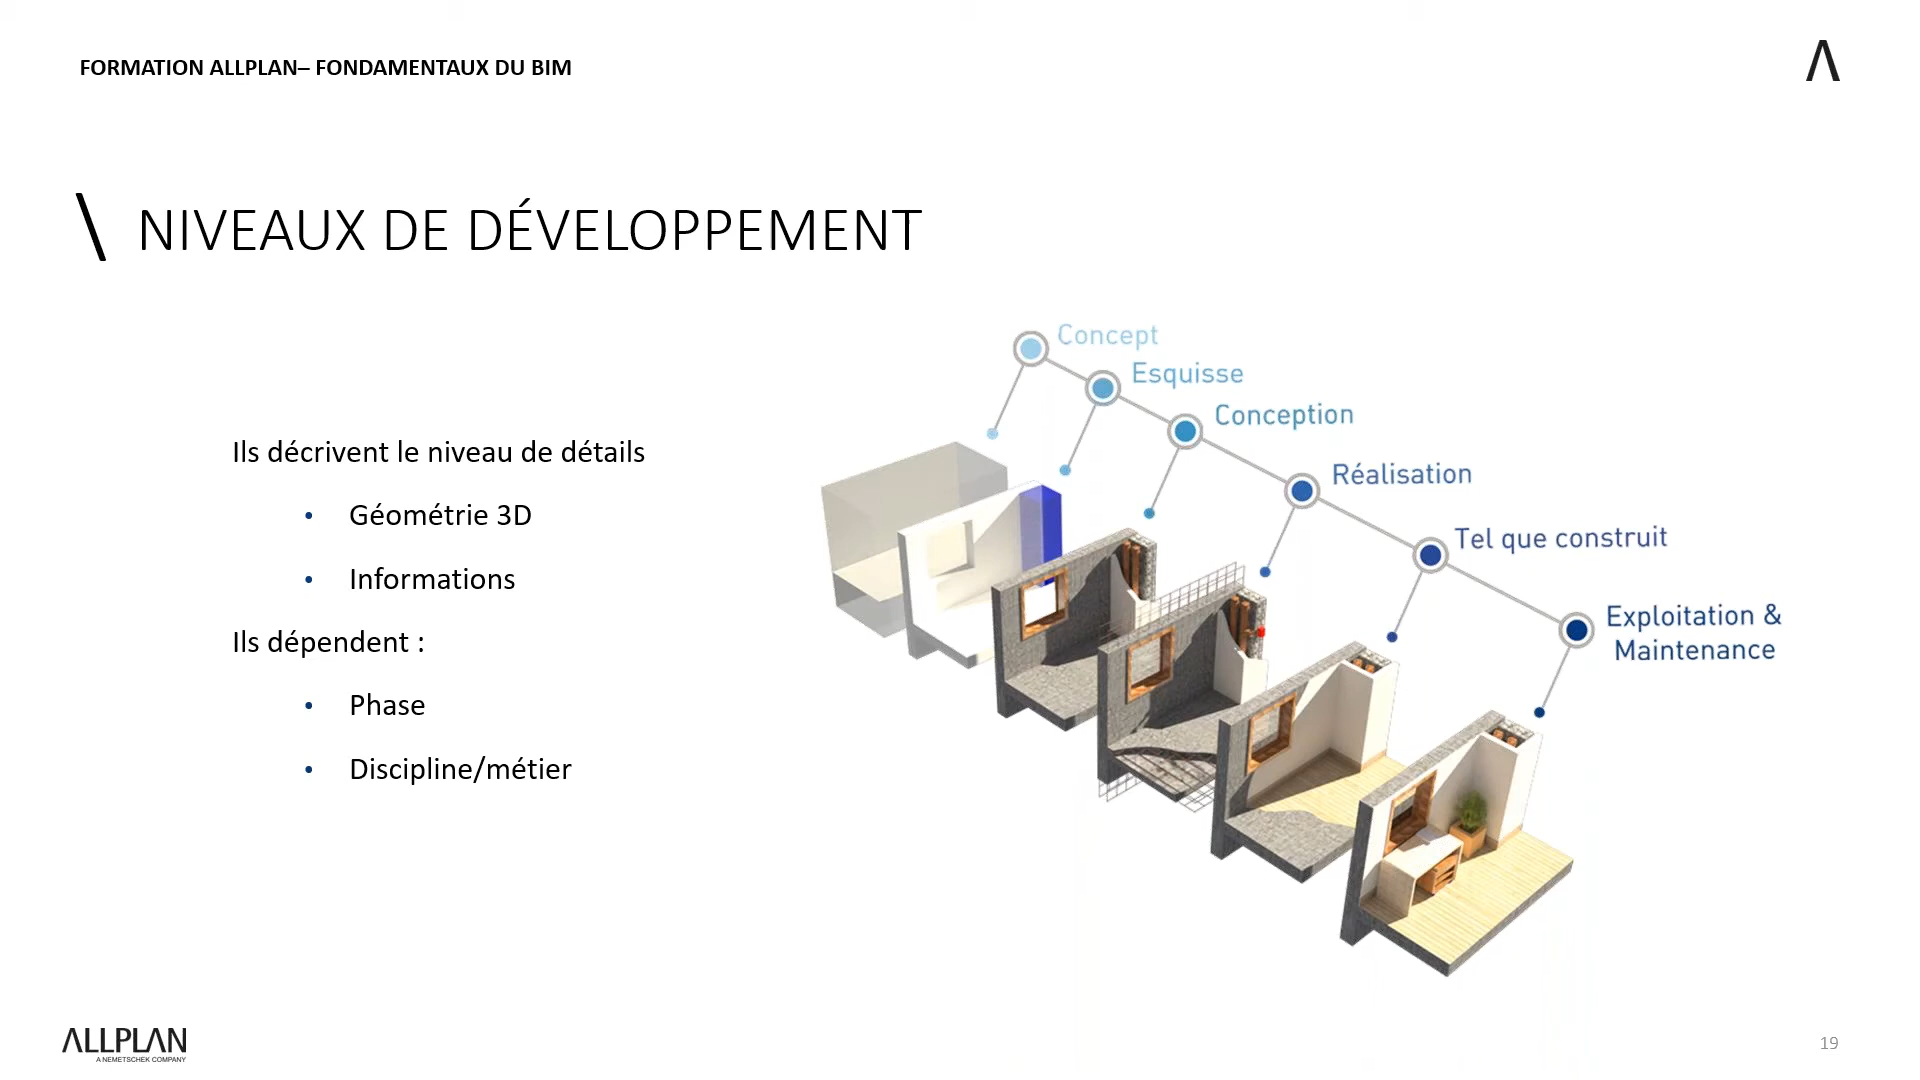 FORMATION ALLPLAN– FONDAMENTAUX DU BIM
\ NIVEAUX DE DÉVELOPPEMENT
Ils décrivent le niveau de détails
• Géométrie 3D
• Informations
Ils dépendent :
• Phase
• Discipline/métier
Concept
Esquisse
Conception
Réalisation
Tel que construit
Exploitation &
Maintenance
ALLPLAN
A NEMETSCHEK COMPANY
19